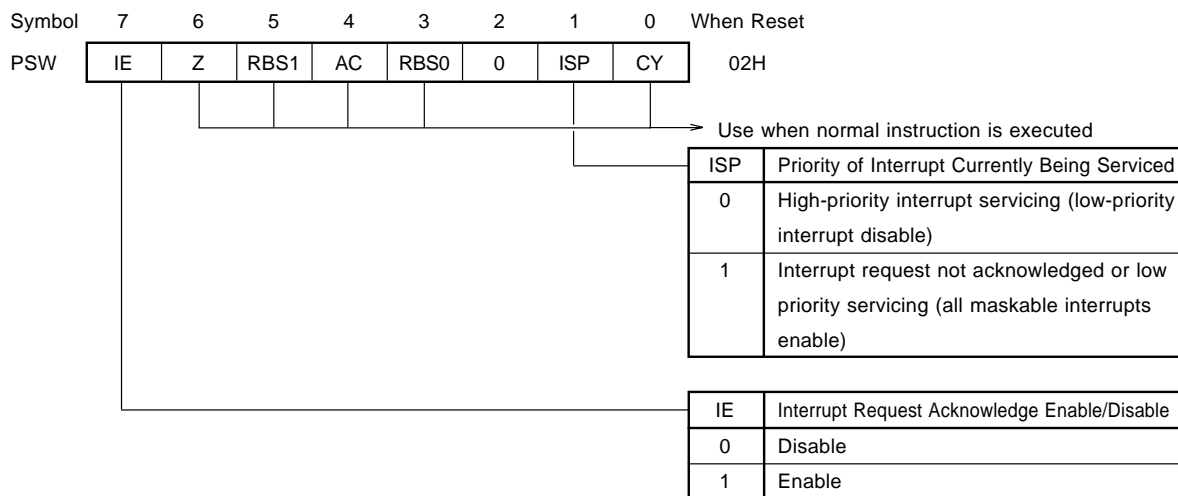 Symbol 7 6 5 4 3 2 1 0 When Reset
PSW IE Z RBS1 AC RBS0 0 ISP CY 02H
Use when normal instruction is executed
ISP Priority of Interrupt Currently Being Serviced
0 High-priority interrupt servicing (low-priority
interrupt disable)
1 Interrupt request not acknowledged or low
priority servicing (all maskable interrupts
enable)
IE Interrupt Request Acknowledge Enable/Disable
0 Disable
1 Enable